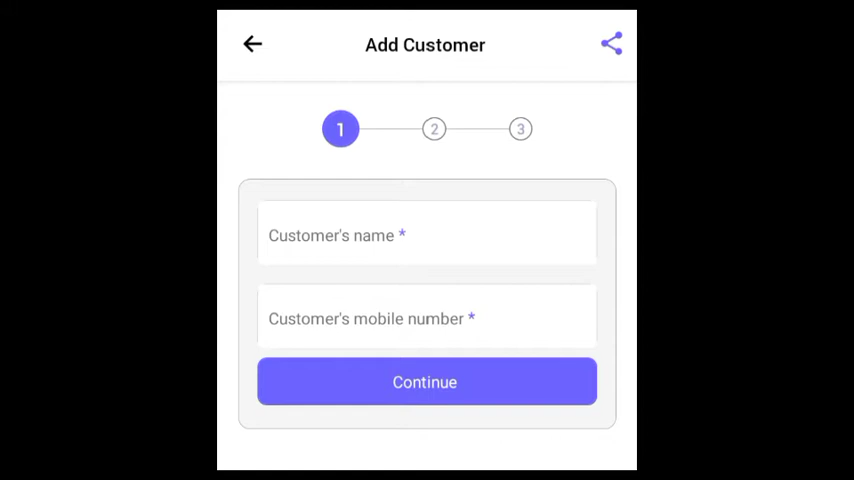 Add Customer
1 2 3
Customer's name *
Customer's mobile number *
Continue